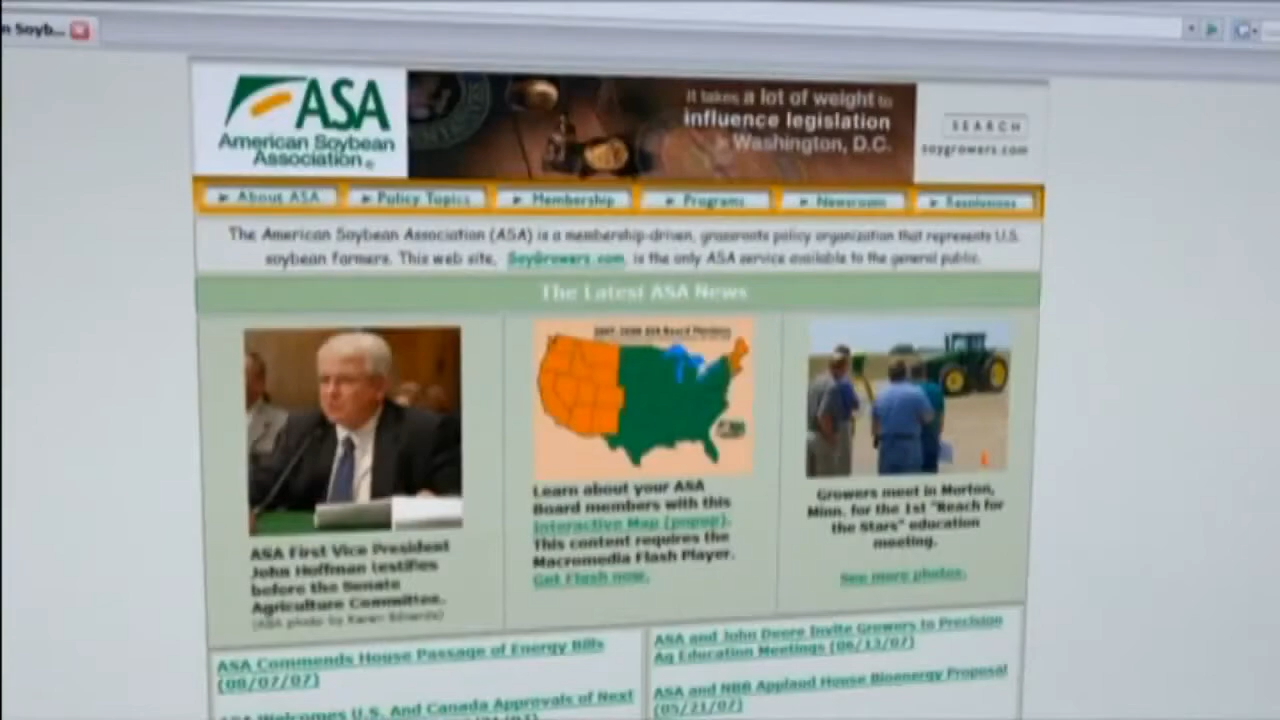 n Soyb...
ASA
American Soybean
Association
it takes a lot of weight to
influence legislation
in Washington, D.C.
SEARCH
soygrowers.com
About ASA
Policy Topics
Membership
Programs
Newsroom
Resolutions
The American Soybean Association (ASA) is a membership-driven, grassroots policy organization that represents U.S.
soybean farmers. This web site, SoyGrowers.com, is the only ASA service available to the general public.
The Latest ASA News
ASA First Vice President
John Hoffman testifies
before the Senate
Agriculture Committee.
(ASA photo by Karen Edwards)
2007-2008 ASA Board Members
Learn about your ASA
Board members with this
Interactive Map (popup).
This content requires the
Macromedia Flash Player.
Get Flash now.
Growers meet in Morton,
Minn. for the 1st "Reach for
the Stars" education
meeting.
See more photos.
ASA Commends House Passage of Energy Bills
(08/07/07)
ASA Welcomes U.S. And Canada Approvals of Next
ASA and John Deere Invite Growers to Precision
Ag Education Meetings (06/13/07)
ASA and NBB Applaud House Bioenergy Proposal
(05/21/07)